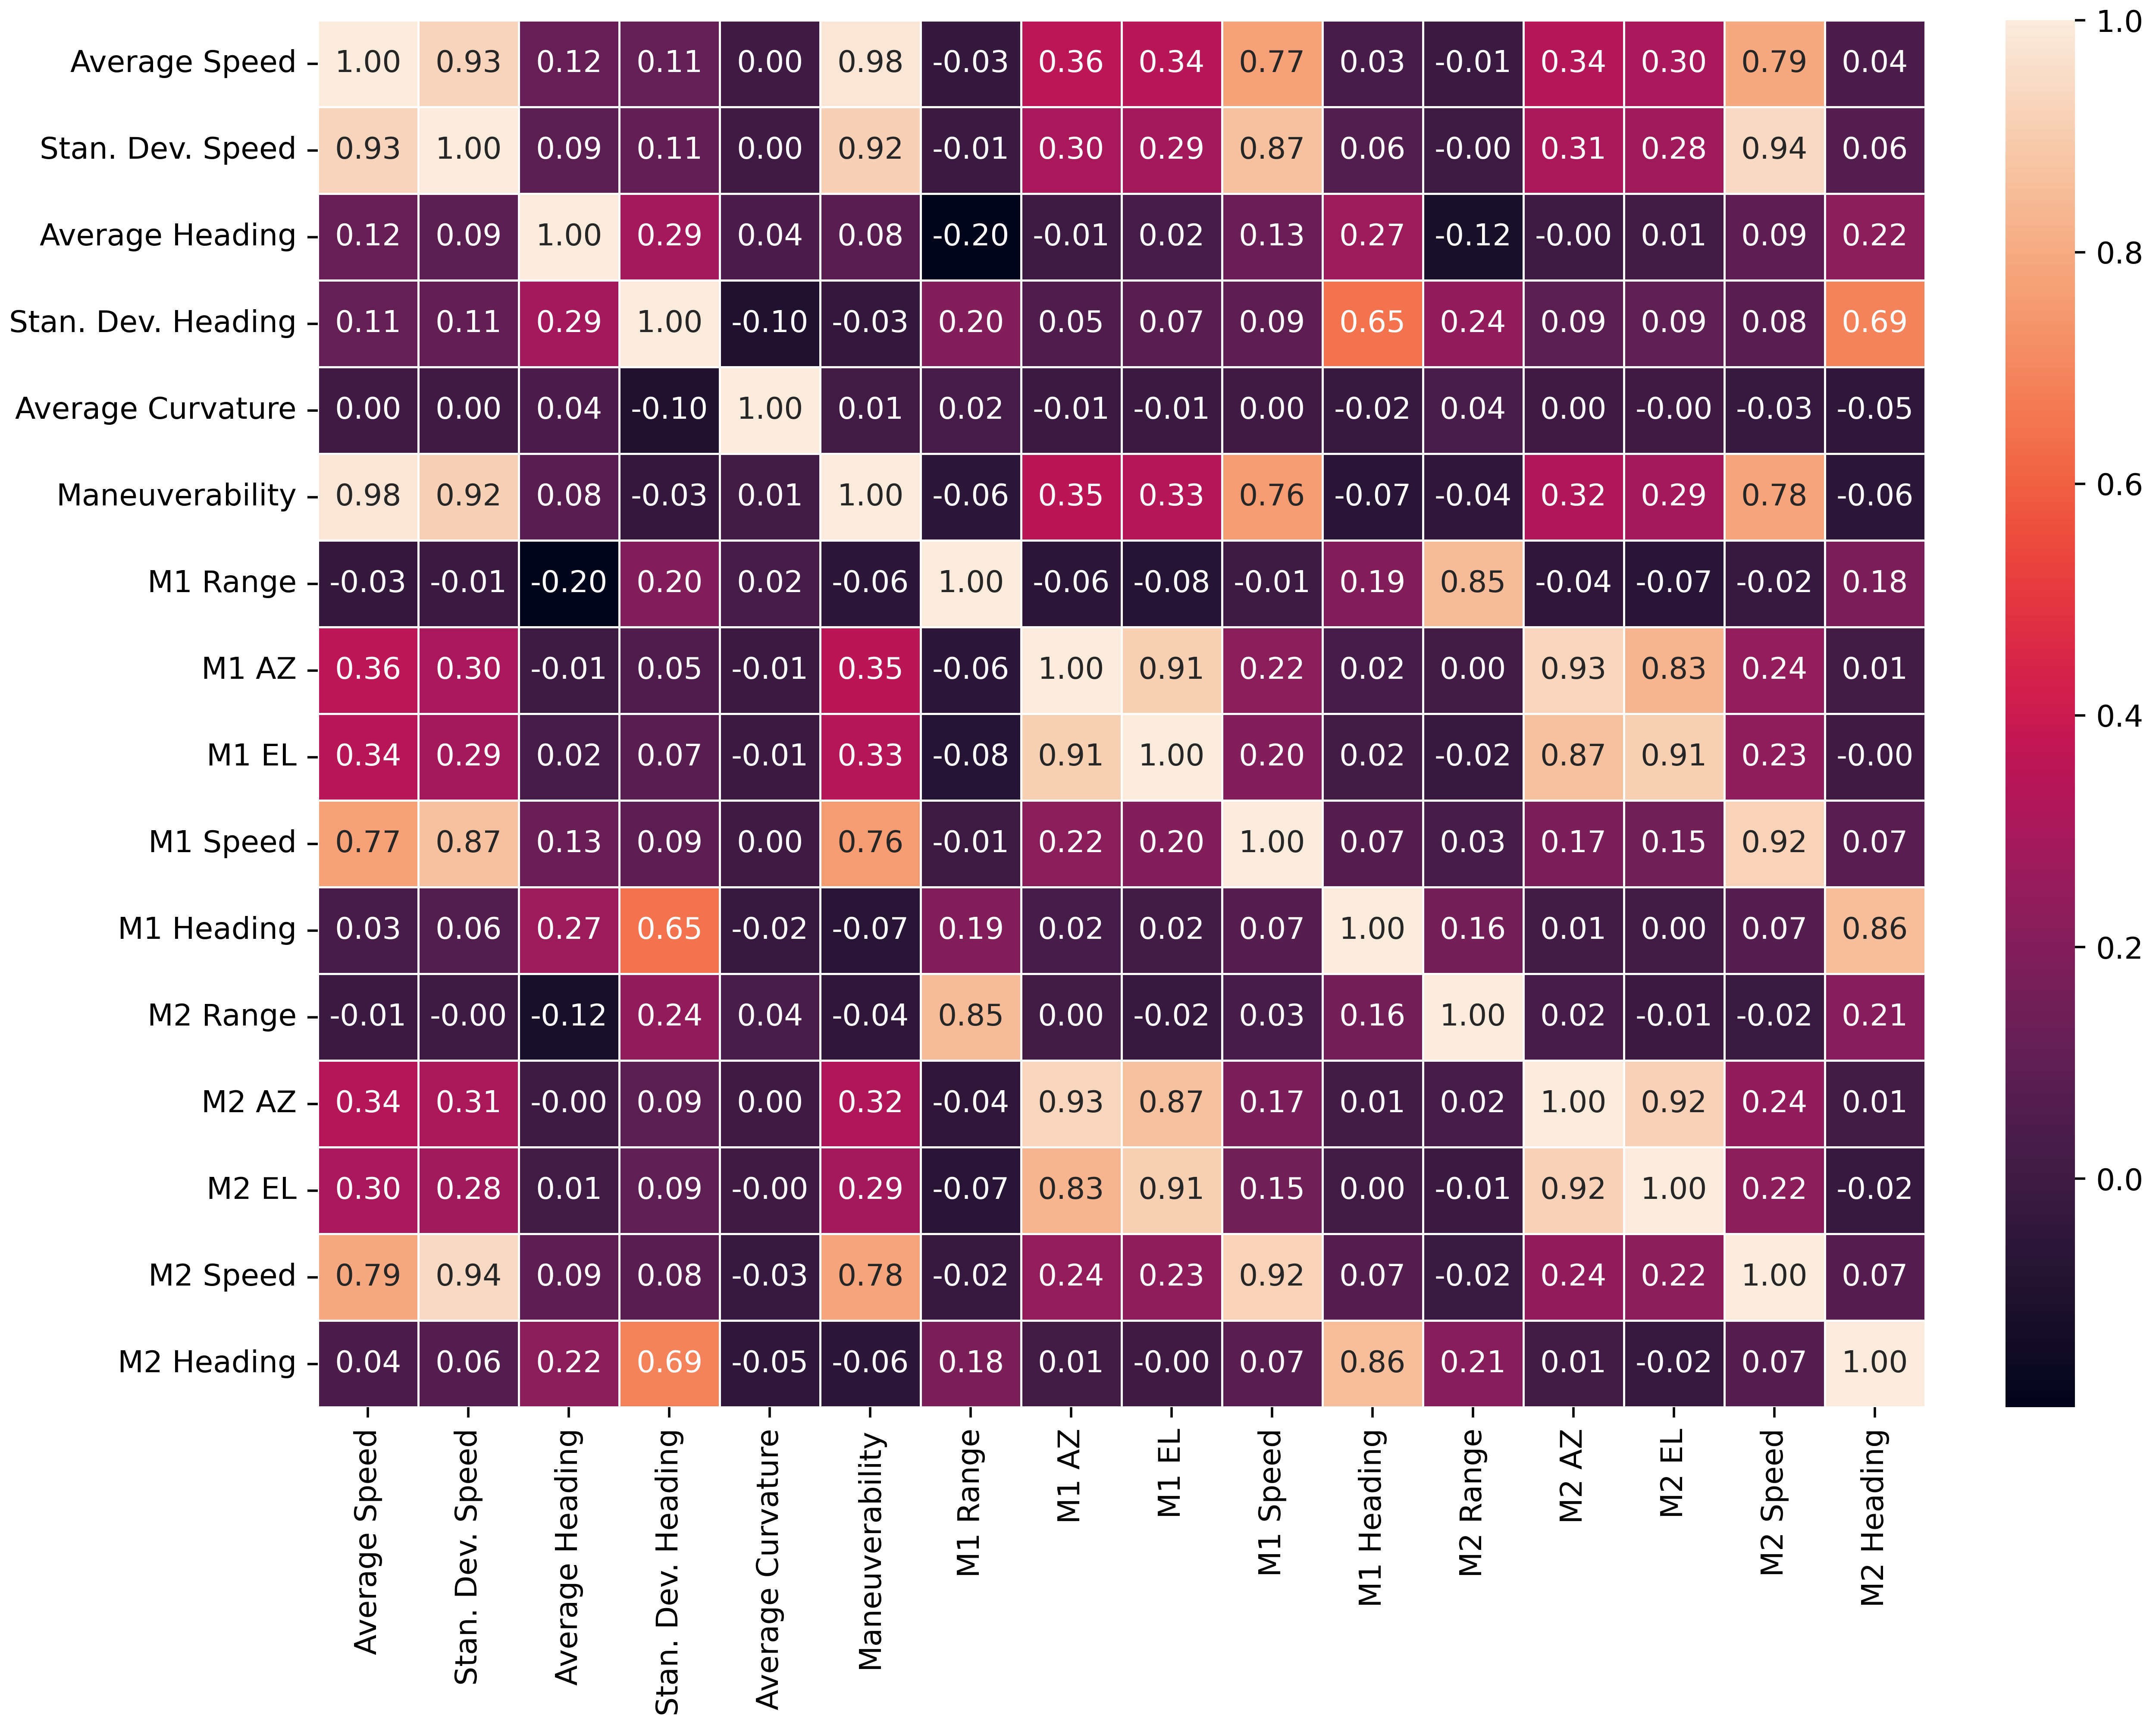 Average Speed 1.00 0.93 0.12 0.11 0.00 0.98 -0.03 0.36 0.34 0.77 0.03 -0.01 0.34 0.30 0.79 0.04
Stan. Dev. Speed 0.93 1.00 0.09 0.11 0.00 0.92 -0.01 0.30 0.29 0.87 0.06 -0.00 0.31 0.28 0.94 0.06
Average Heading 0.12 0.09 1.00 0.29 0.04 0.08 -0.20 -0.01 0.02 0.13 0.27 -0.12 -0.00 0.01 0.09 0.22
Stan. Dev. Heading 0.11 0.11 0.29 1.00 -0.10 -0.03 0.20 0.05 0.07 0.09 0.65 0.24 0.09 0.09 0.08 0.69
Average Curvature 0.00 0.00 0.04 -0.10 1.00 0.01 0.02 -0.01 -0.01 0.00 -0.02 0.04 0.00 -0.00 -0.03 -0.05
Maneuverability 0.98 0.92 0.08 -0.03 0.01 1.00 -0.06 0.35 0.33 0.76 -0.07 -0.04 0.32 0.29 0.78 -0.06
M1 Range -0.03 -0.01 -0.20 0.20 0.02 -0.06 1.00 -0.06 -0.08 -0.01 0.19 0.85 -0.04 -0.07 -0.02 0.18
M1 AZ 0.36 0.30 -0.01 0.05 -0.01 0.35 -0.06 1.00 0.91 0.22 0.02 0.00 0.93 0.83 0.24 0.01
M1 EL 0.34 0.29 0.02 0.07 -0.01 0.33 -0.08 0.91 1.00 0.20 0.02 -0.02 0.87 0.91 0.23 -0.00
M1 Speed 0.77 0.87 0.13 0.09 0.00 0.76 -0.01 0.22 0.20 1.00 0.07 0.03 0.17 0.15 0.92 0.07
M1 Heading 0.03 0.06 0.27 0.65 -0.02 -0.07 0.19 0.02 0.02 0.07 1.00 0.16 0.01 0.00 0.07 0.86
M2 Range -0.01 -0.00 -0.12 0.24 0.04 -0.04 0.85 0.00 -0.02 0.03 0.16 1.00 0.02 -0.01 -0.02 0.21
M2 AZ 0.34 0.31 -0.00 0.09 0.00 0.32 -0.04 0.93 0.87 0.17 0.01 0.02 1.00 0.92 0.24 0.01
M2 EL 0.30 0.28 0.01 0.09 -0.00 0.29 -0.07 0.83 0.91 0.15 0.00 -0.01 0.92 1.00 0.22 -0.02
M2 Speed 0.79 0.94 0.09 0.08 -0.03 0.78 -0.02 0.24 0.23 0.92 0.07 -0.02 0.24 0.22 1.00 0.07
M2 Heading 0.04 0.06 0.22 0.69 -0.05 -0.06 0.18 0.01 -0.00 0.07 0.86 0.21 0.01 -0.02 0.07 1.00
Average Speed
Stan. Dev. Speed
Average Heading
Stan. Dev. Heading
Average Curvature
Maneuverability
M1 Range
M1 AZ
M1 EL
M1 Speed
M1 Heading
M2 Range
M2 AZ
M2 EL
M2 Speed
M2 Heading
1.0
0.8
0.6
0.4
0.2
0.0